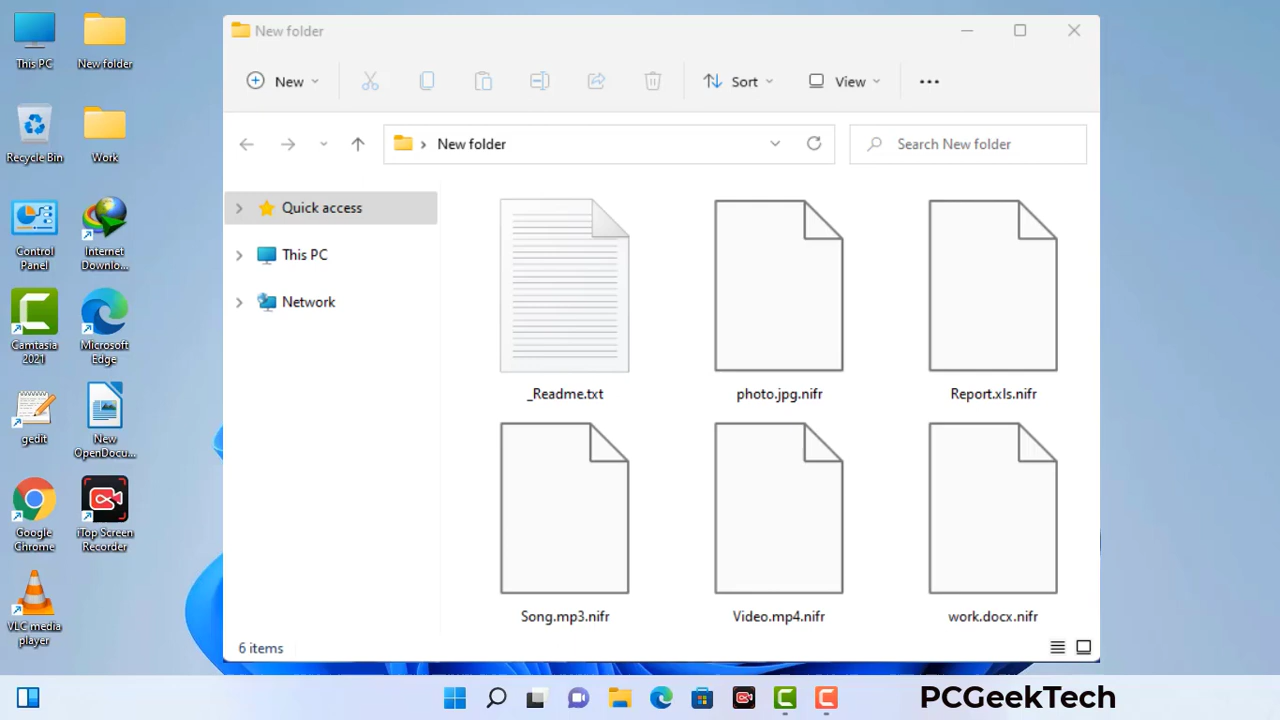 This PC
New folder
Recycle Bin
Work
Control
Panel
Internet
Downlo...
Camtasia
2021
Microsoft
Edge
gedit
New
OpenDocu...
Google
Chrome
iTop Screen
Recorder
VLC media
player
New folder
New
Sort
View
New folder
Search New folder
Quick access
This PC
Network
_Readme.txt
photo.jpg.nifr
Report.xls.nifr
Song.mp3.nifr
Video.mp4.nifr
work.docx.nifr
6 items
PCGeekTech